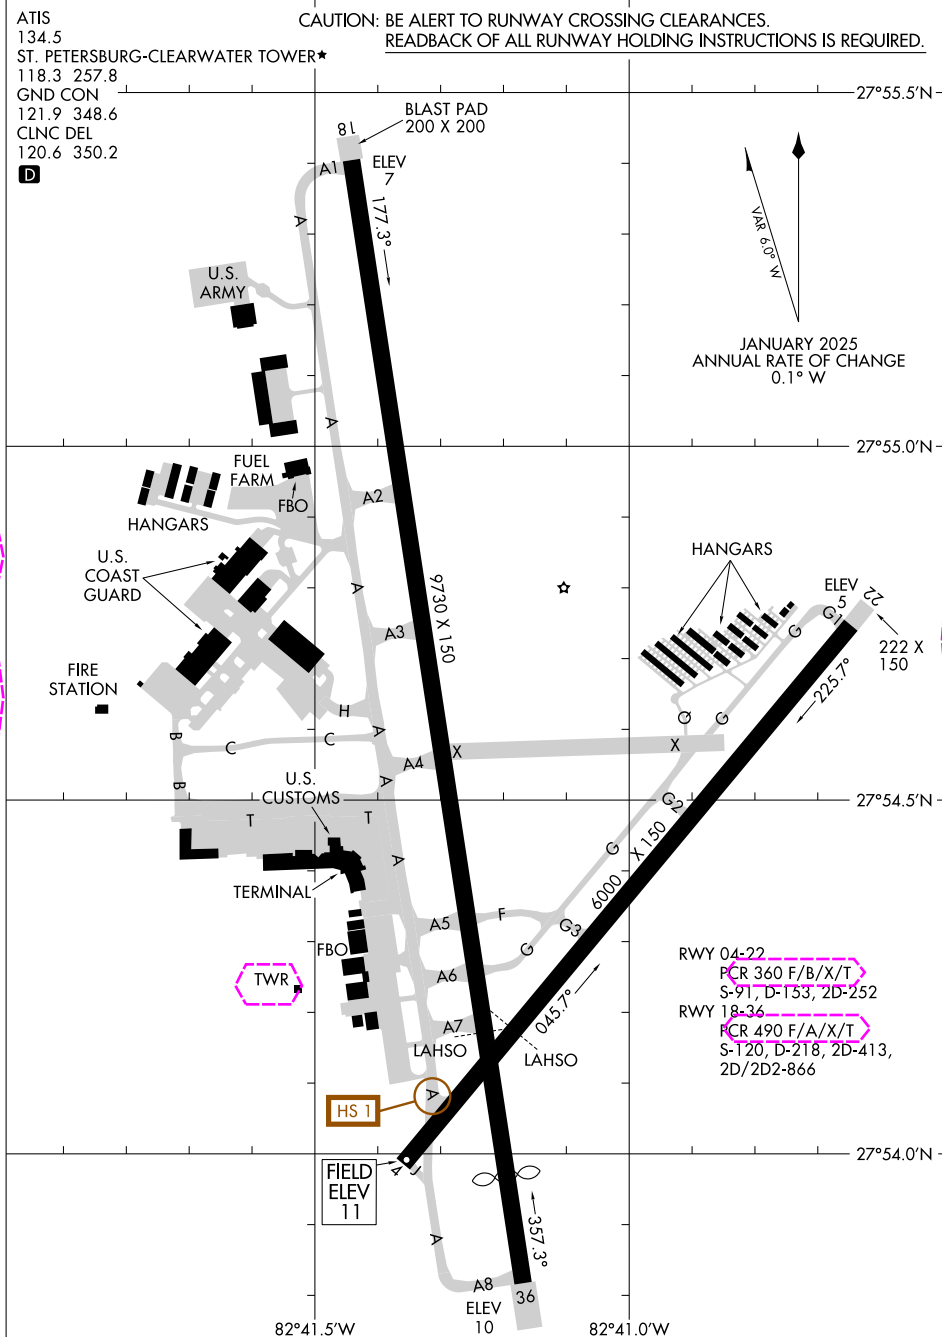 ATIS
134.5
ST. PETERSBURG-CLEARWATER TOWER★
118.3 257.8
GND CON
121.9 348.6
CLNC DEL
120.6 350.2
D
CAUTION: BE ALERT TO RUNWAY CROSSING CLEARANCES.
READBACK OF ALL RUNWAY HOLDING INSTRUCTIONS IS REQUIRED.
27°55.5'N
BLAST PAD
200 X 200
18
A1
ELEV
7
177.3°
A
VAR 6.0° W
JANUARY 2025
ANNUAL RATE OF CHANGE
0.1° W
U.S.
ARMY
A
27°55.0'N
FUEL
FARM
FBO
HANGARS
A2
U.S.
COAST
GUARD
A
9730 X 150
HANGARS
ELEV
5
22
G1
G
222 X
150
225.7°
A3
FIRE
STATION
H
Q
G
B
C
C
A
A4
X
X
B
A
U.S.
CUSTOMS
27°54.5'N
G2
T
T
A
G
6000 X 150
TERMINAL
A5
F
G3
FBO
G
A6
TWR
RWY 04-22
PCR 360 F/B/X/T
S-91, D-153, 2D-252
RWY 18-36
PCR 490 F/A/X/T
S-120, D-218, 2D-413,
2D/2D2-866
A7
045.7°
LAHSO
LAHSO
HS 1
A
27°54.0'N
4
J
FIELD
ELEV
11
357.3°
A
A8
36
ELEV
10
82°41.5'W
82°41.0'W